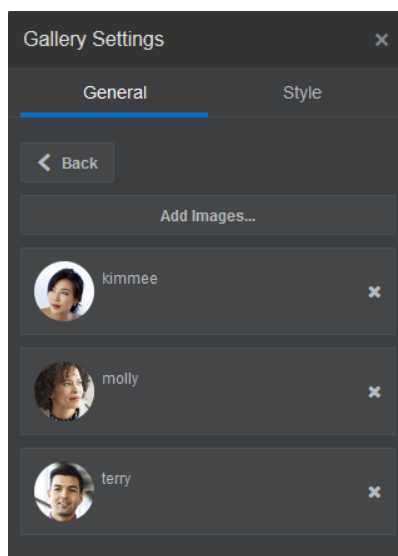 Gallery Settings
General Style
Back
Add Images...
kimmee
molly
terry